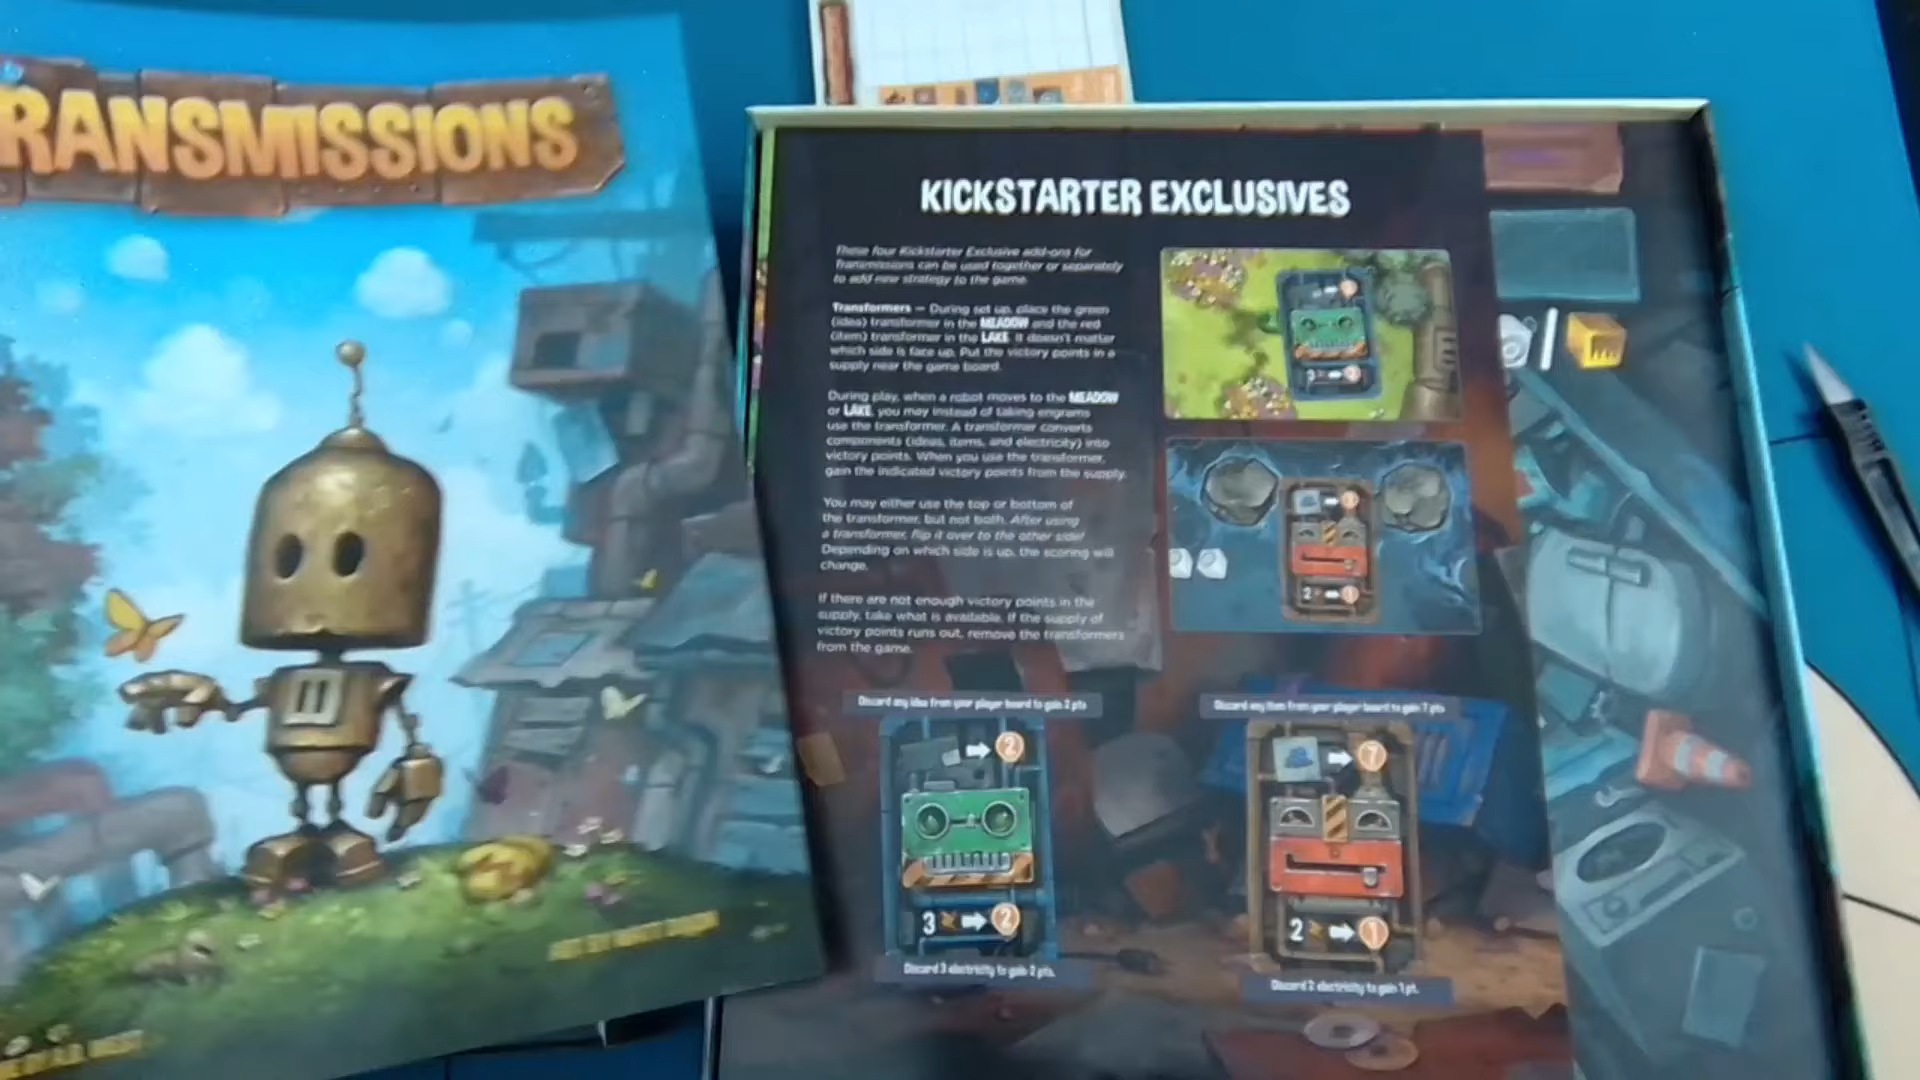 RANSMISSIONS
KICKSTARTER EXCLUSIVES
These four Kickstarter Exclusive add-ons for
Transmissions can be used together or separately
to add new strategy to the game.
Transformers — During set up, place the green
(idea) transformer in the MEADOW and the red
(item) transformer in the LAKE. It doesn't matter
which side is face up. Put the victory points in a
supply near the game board.
During play, when a robot moves to the MEADOW
or LAKE, you may instead of taking engrams
use the transformer. A transformer converts
components (ideas, items, and electricity) into
victory points. When you use the transformer,
gain the indicated victory points from the supply.
You may either use the top or bottom of
the transformer, but not both. After using
a transformer, flip it over to the other side!
Depending on which side is up, the scoring will
change.
If there are not enough victory points in the
supply, take what is available. If the supply of
victory points runs out, remove the transformers
from the game.
3 2
2 1
Discard any idea from your player board to gain 2 pts
2
3 2
Discard 3 electricity to gain 2 pts.
Discard any item from your player board to gain 7 pts
7
2 1
Discard 2 electricity to gain 1 pt.